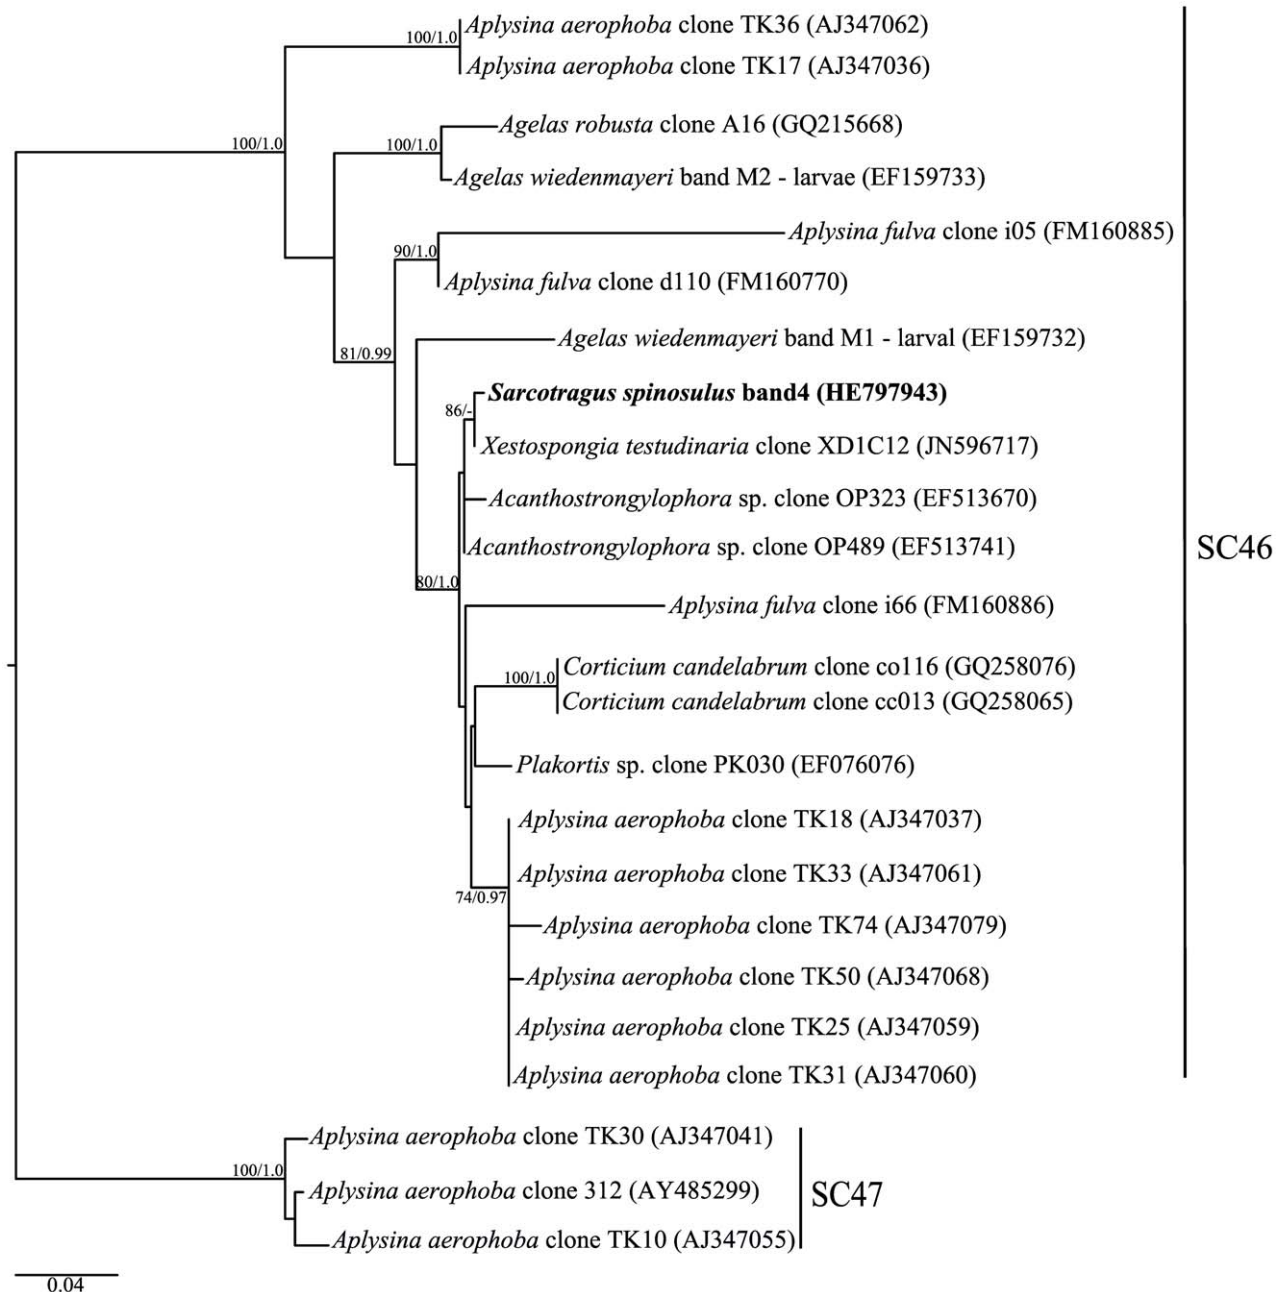 Aplysina aerophoba clone TK36 (AJ347062)
100/1.0
Aplysina aerophoba clone TK17 (AJ347036)
Agelas robusta clone A16 (GQ215668)
100/1.0
100/1.0
Agelas wiedenmayeri band M2 - larvae (EF159733)
Aplysina fulva clone i05 (FM160885)
90/1.0
Aplysina fulva clone d110 (FM160770)
Agelas wiedenmayeri band M1 - larval (EF159732)
81/0.99
Sarcotragus spinosulus band4 (HE797943)
86/-
Xestospongia testudinaria clone XD1C12 (JN596717)
Acanthostrongylophora sp. clone OP323 (EF513670)
Acanthostrongylophora sp. clone OP489 (EF513741)
SC46
80/1.0
Aplysina fulva clone i66 (FM160886)
Corticium candelabrum clone co116 (GQ258076)
100/1.0
Corticium candelabrum clone cc013 (GQ258065)
Plakortis sp. clone PK030 (EF076076)
Aplysina aerophoba clone TK18 (AJ347037)
Aplysina aerophoba clone TK33 (AJ347061)
74/0.97
Aplysina aerophoba clone TK74 (AJ347079)
Aplysina aerophoba clone TK50 (AJ347068)
Aplysina aerophoba clone TK25 (AJ347059)
Aplysina aerophoba clone TK31 (AJ347060)
Aplysina aerophoba clone TK30 (AJ347041)
100/1.0
Aplysina aerophoba clone 312 (AY485299)
SC47
Aplysina aerophoba clone TK10 (AJ347055)
0.04